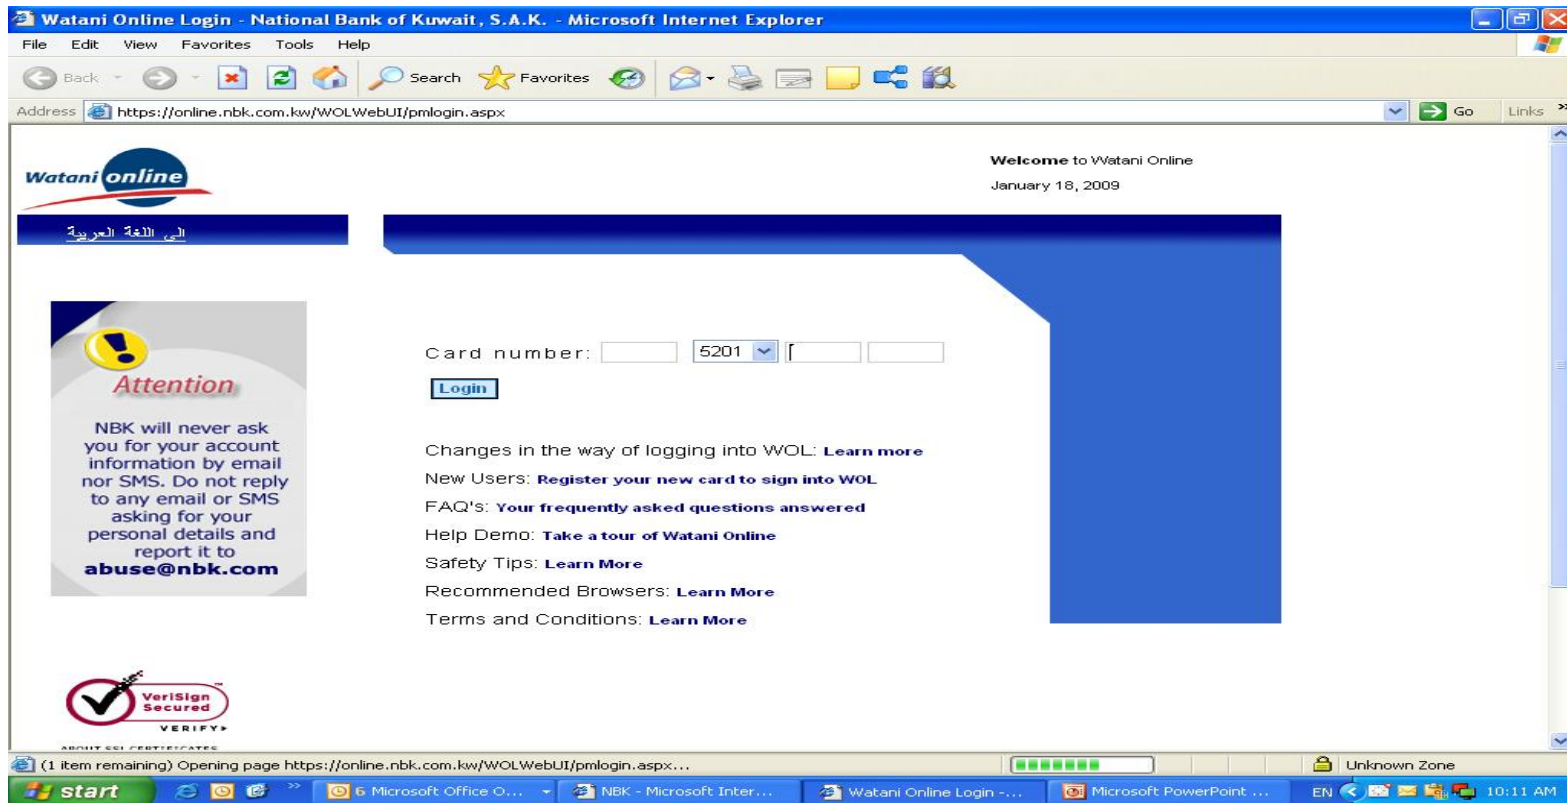 Watani Online Login - National Bank of Kuwait, S.A.K. - Microsoft Internet Explorer
File Edit View Favorites Tools Help
Back Search Favorites
Address https://online.nbk.com.kw/WOLWebUI/pmlogin.aspx Go Links »
Watani online
Welcome to Watani Online
January 18, 2009
الى اللغة العربية
Card number: 5201
Login
Attention
NBK will never ask
you for your account
information by email
nor SMS. Do not reply
to any email or SMS
asking for your
personal details and
report it to
abuse@nbk.com
Changes in the way of logging into WOL: Learn more
New Users: Register your new card to sign into WOL
FAQ's: Your frequently asked questions answered
Help Demo: Take a tour of Watani Online
Safety Tips: Learn More
Recommended Browsers: Learn More
Terms and Conditions: Learn More
VeriSign
Secured
VERIFY
ABOUT SSL CERTIFICATES
(1 item remaining) Opening page https://online.nbk.com.kw/WOLWebUI/pmlogin.aspx... Unknown Zone
start » 6 Microsoft Office O... NBK - Microsoft Inter... Watani Online Login -... Microsoft PowerPoint ... EN 10:11 AM